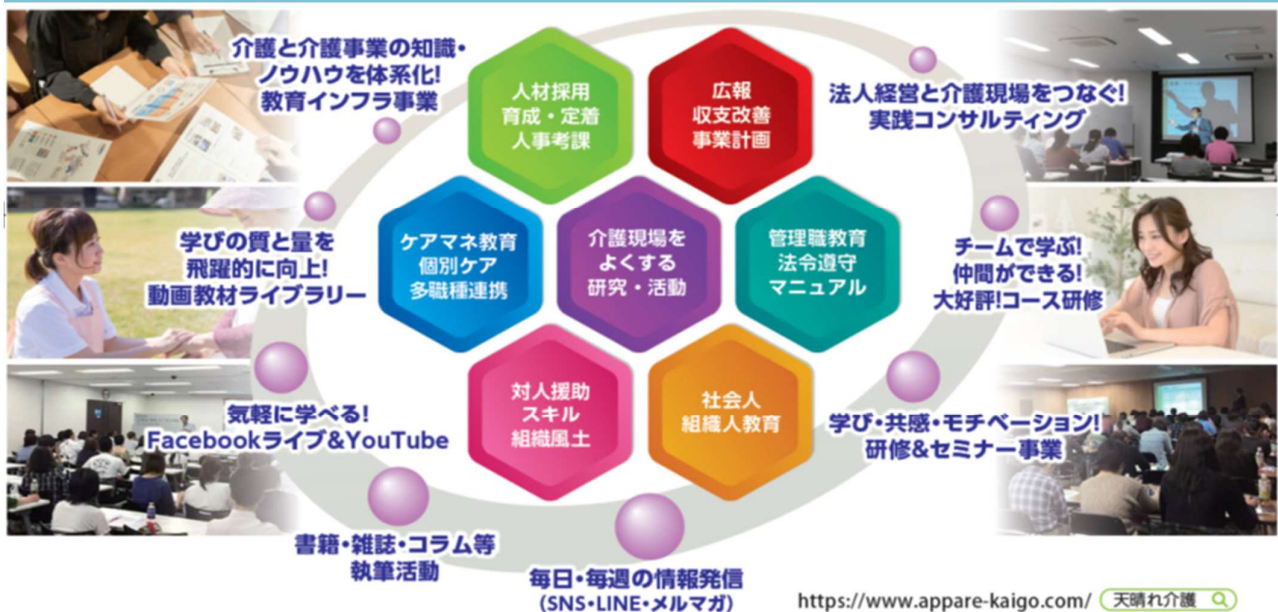 介護と介護事業の知識・
ノウハウを体系化!
教育インフラ事業
学びの質と量を
飛躍的に向上!
動画教材ライブラリー
気軽に学べる!
Facebookライブ&YouTube
書籍・雑誌・コラム等
執筆活動
毎日・毎週の情報発信
(SNS・LINE・メルマガ)
人材採用
育成・定着
人事考課
広報
収支改善
事業計画
ケアマネ教育
個別ケア
多職種連携
介護現場を
よくする
研究・活動
管理職教育
法令遵守
マニュアル
対人援助
スキル
組織風土
社会人
組織人教育
法人経営と介護現場をつなぐ!
実践コンサルティング
チームで学ぶ!
仲間ができる!
大好評!コース研修
学び・共感・モチベーション!
研修&セミナー事業
https://www.appare-kaigo.com/ 天晴れ介護